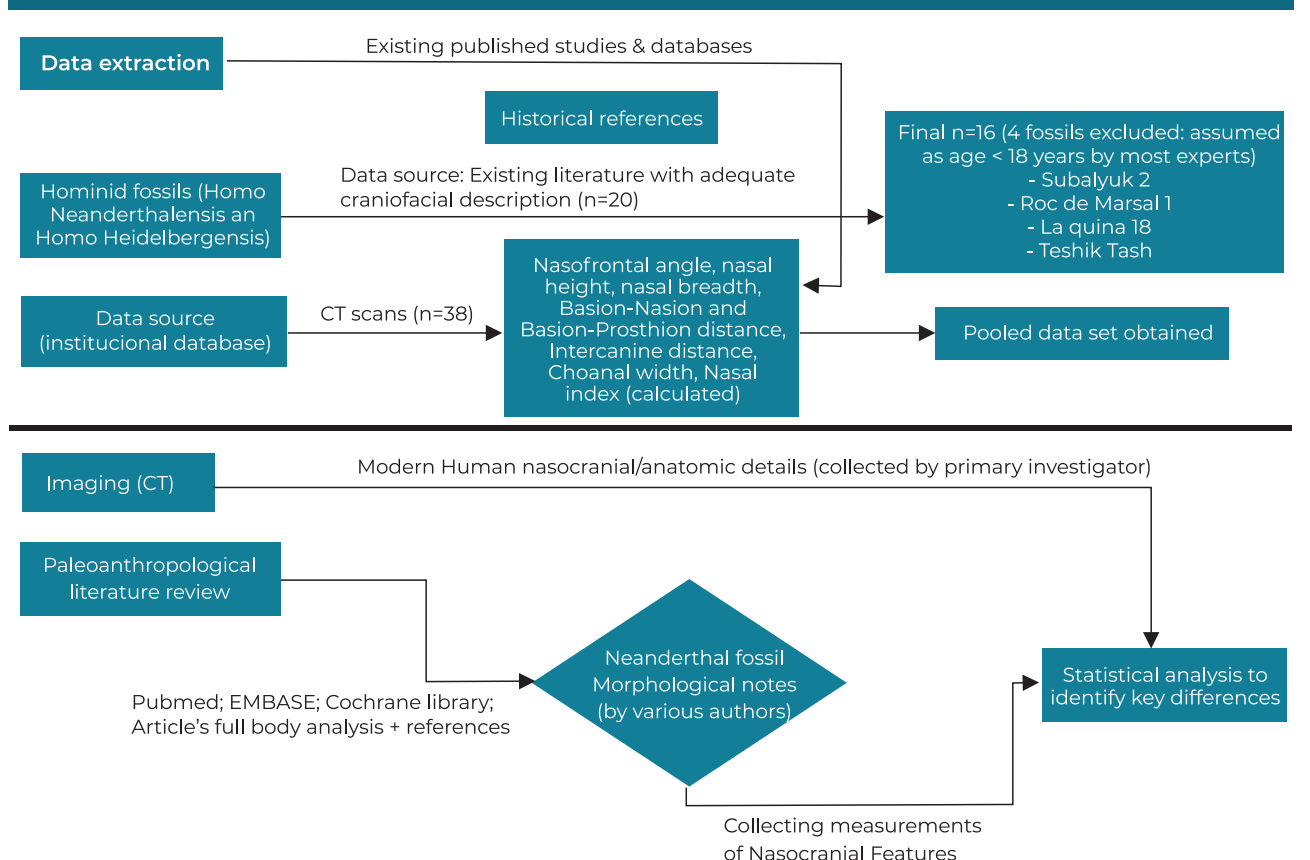 Existing published studies & databases
Data extraction
Historical references
Final n=16 (4 fossils excluded: assumed
as age < 18 years by most experts)
- Subalyuk 2
- Roc de Marsal 1
- La quina 18
- Teshik Tash
Hominid fossils (Homo
Neanderthalensis an
Homo Heidelbergensis)
Data source: Existing literature with adequate
craniofacial description (n=20)
Nasofrontal angle, nasal
height, nasal breadth,
Basion-Nasion and
Basion-Prosthion distance,
Intercanine distance,
Choanal width, Nasal
index (calculated)
Data source
(institucional database)
CT scans (n=38)
Pooled data set obtained
Imaging (CT)
Modern Human nasocranial/anatomic details (collected by primary investigator)
Paleoanthropological
literature review
Pubmed; EMBASE; Cochrane library;
Article’s full body analysis + references
Neanderthal fossil
Morphological notes
(by various authors)
Statistical analysis to
identify key differences
Collecting measurements
of Nasocranial Features